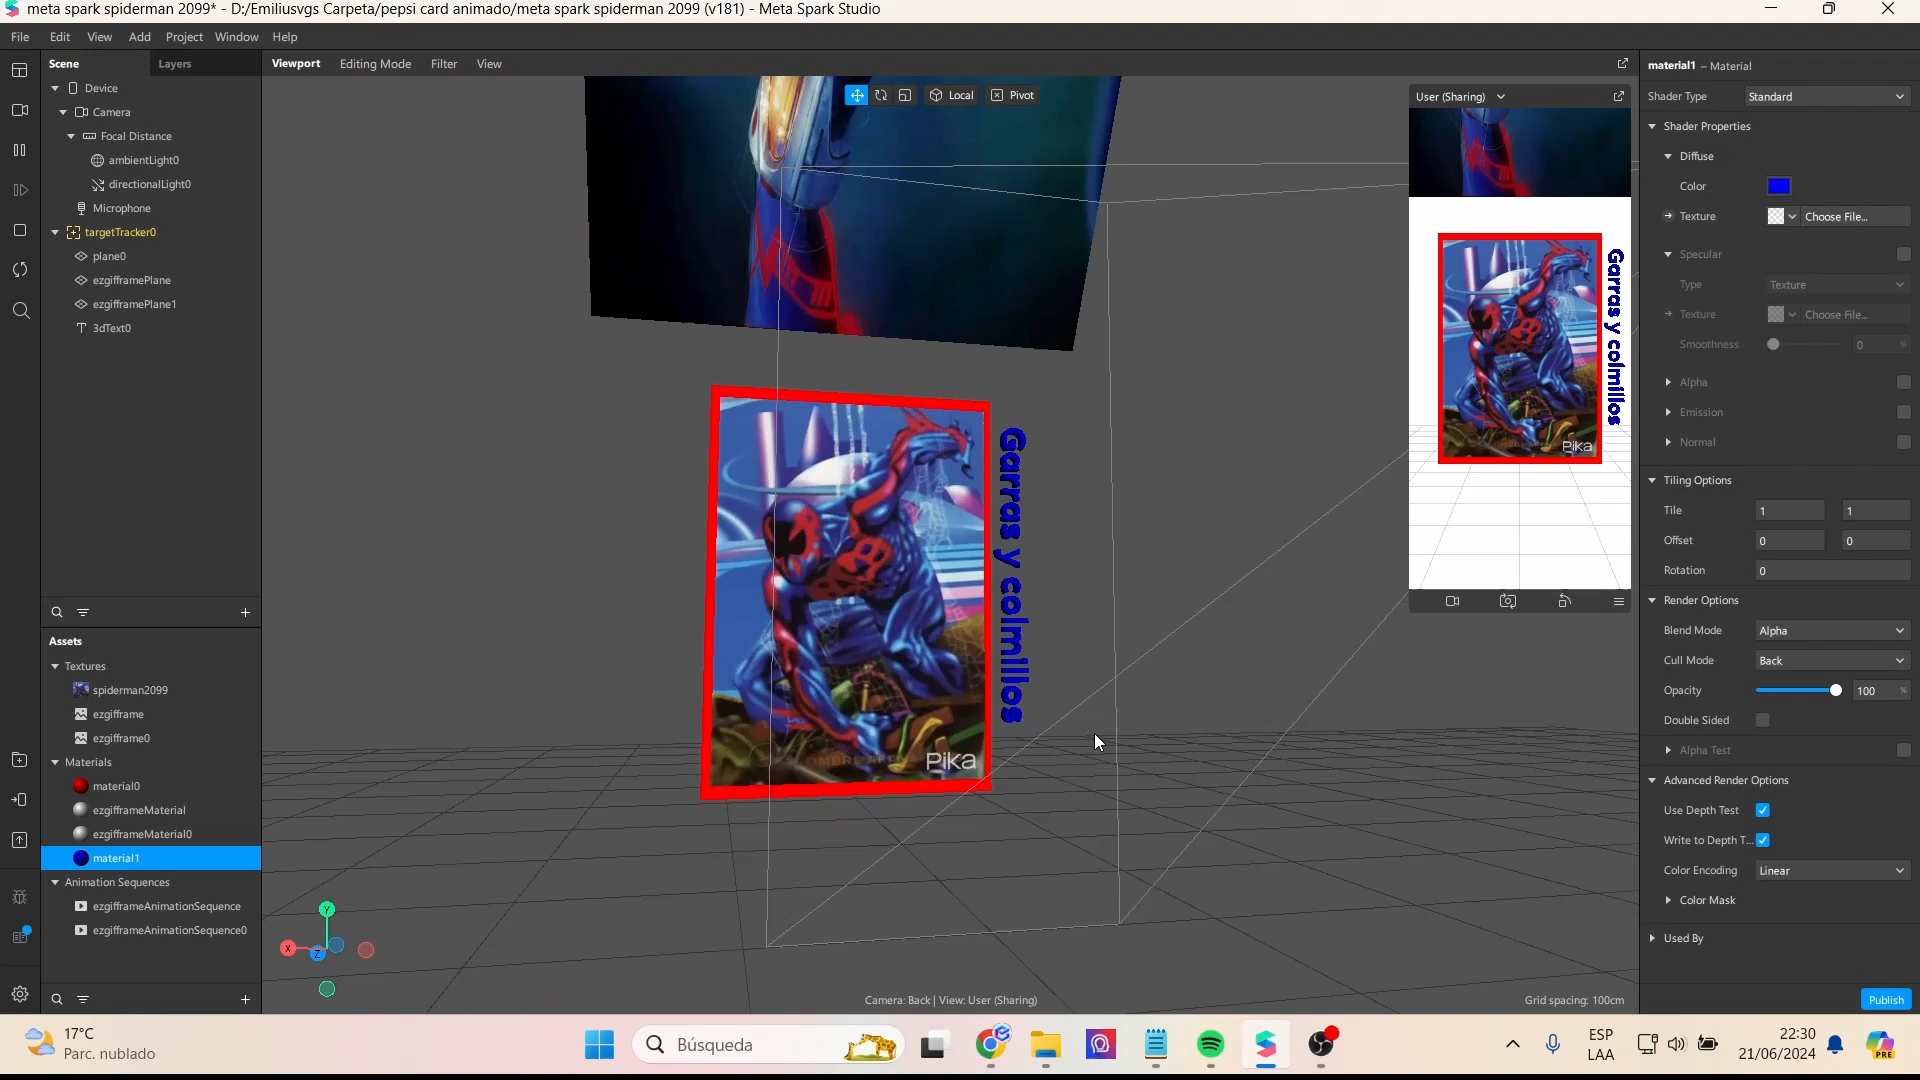 meta spark spiderman 2099* - D:/Emiliusvgs Carpeta/pepsi card animado/meta spark spiderman 2099 (v181) - Meta Spark Studio
File Edit View Add Project Window Help
Scene Layers
Device
Camera
Focal Distance
ambientLight0
directionalLight0
Microphone
targetTracker0
plane0
ezgifframePlane
ezgifframePlane1
3dText0
Assets
Textures
spiderman2099
ezgifframe
ezgifframe0
Materials
material0
ezgifframeMaterial
ezgifframeMaterial0
material1
Animation Sequences
ezgifframeAnimationSequence
ezgifframeAnimationSequence0
Viewport Editing Mode Filter View
Local Pivot
Garras y colmillos
Pika
X
Y
Z
Camera: Back | View: User (Sharing)
Grid spacing: 100cm
User (Sharing)
Garras y colmillos
Pika
material1 – Material
Shader Type Standard
Shader Properties
Diffuse
Color
Texture Choose File...
Specular
Type Texture
Texture Choose File...
Smoothness 0 %
Alpha
Emission
Normal
Tiling Options
Tile 1 1
Offset 0 0
Rotation 0
Render Options
Blend Mode Alpha
Cull Mode Back
Opacity 100 %
Double Sided
Alpha Test
Advanced Render Options
Use Depth Test
Write to Depth T...
Color Encoding Linear
Color Mask
Used By
Publish
17°C
Parc. nublado
Búsqueda
ESP
LAA
22:30
21/06/2024
PRE